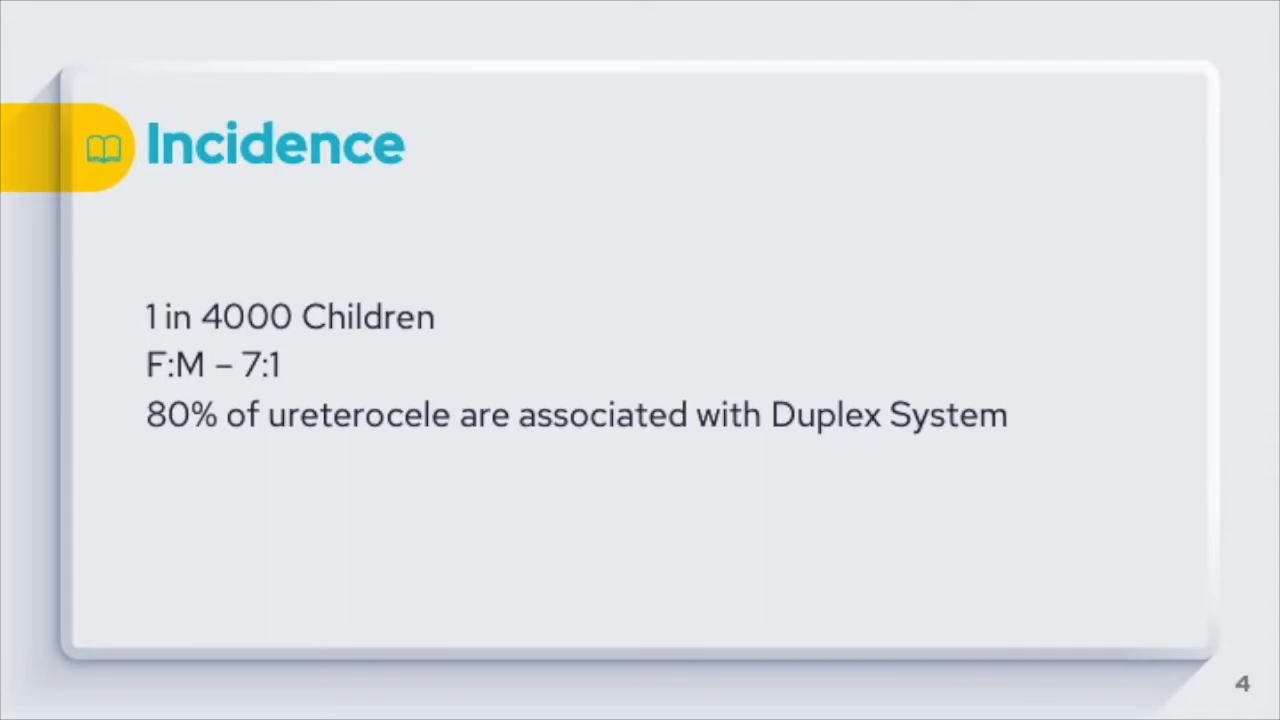 Incidence
1 in 4000 Children
F:M – 7:1
80% of ureterocele are associated with Duplex System
4